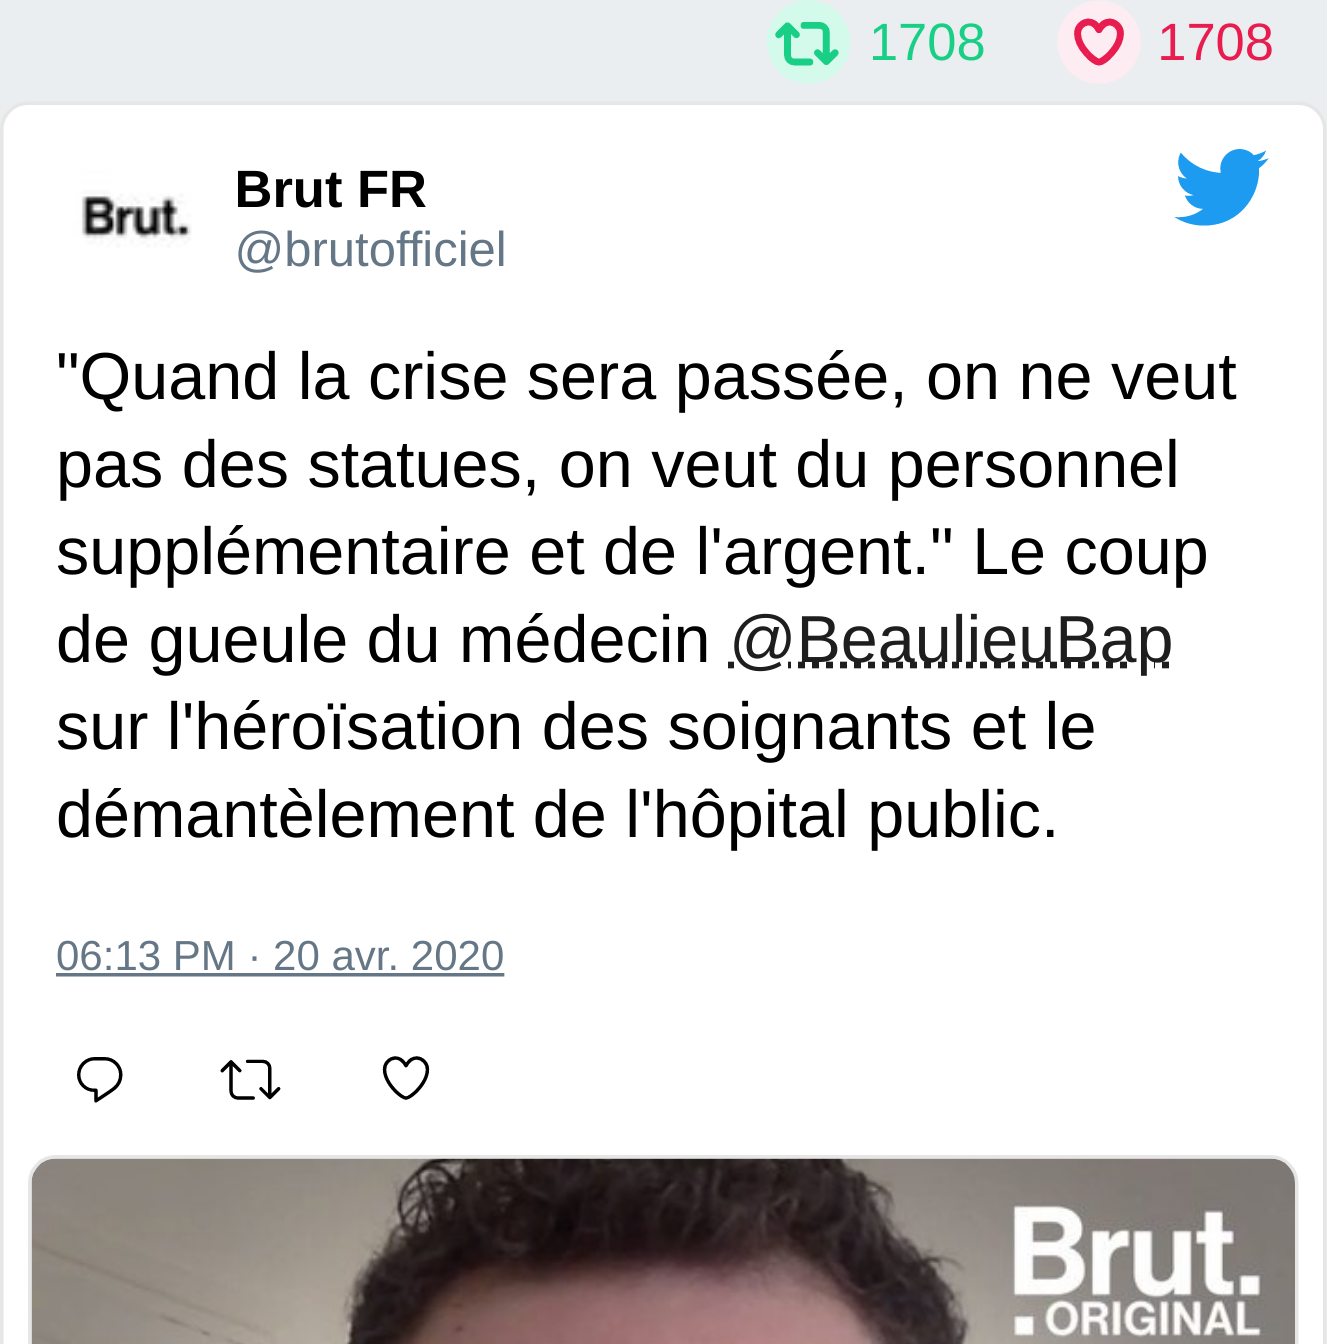 1708 1708
Brut.
Brut FR
@brutofficiel
"Quand la crise sera passée, on ne veut
pas des statues, on veut du personnel
supplémentaire et de l'argent." Le coup
de gueule du médecin @BeaulieuBap
sur l'héroïsation des soignants et le
démantèlement de l'hôpital public.
06:13 PM · 20 avr. 2020
Brut.
ORIGINAL